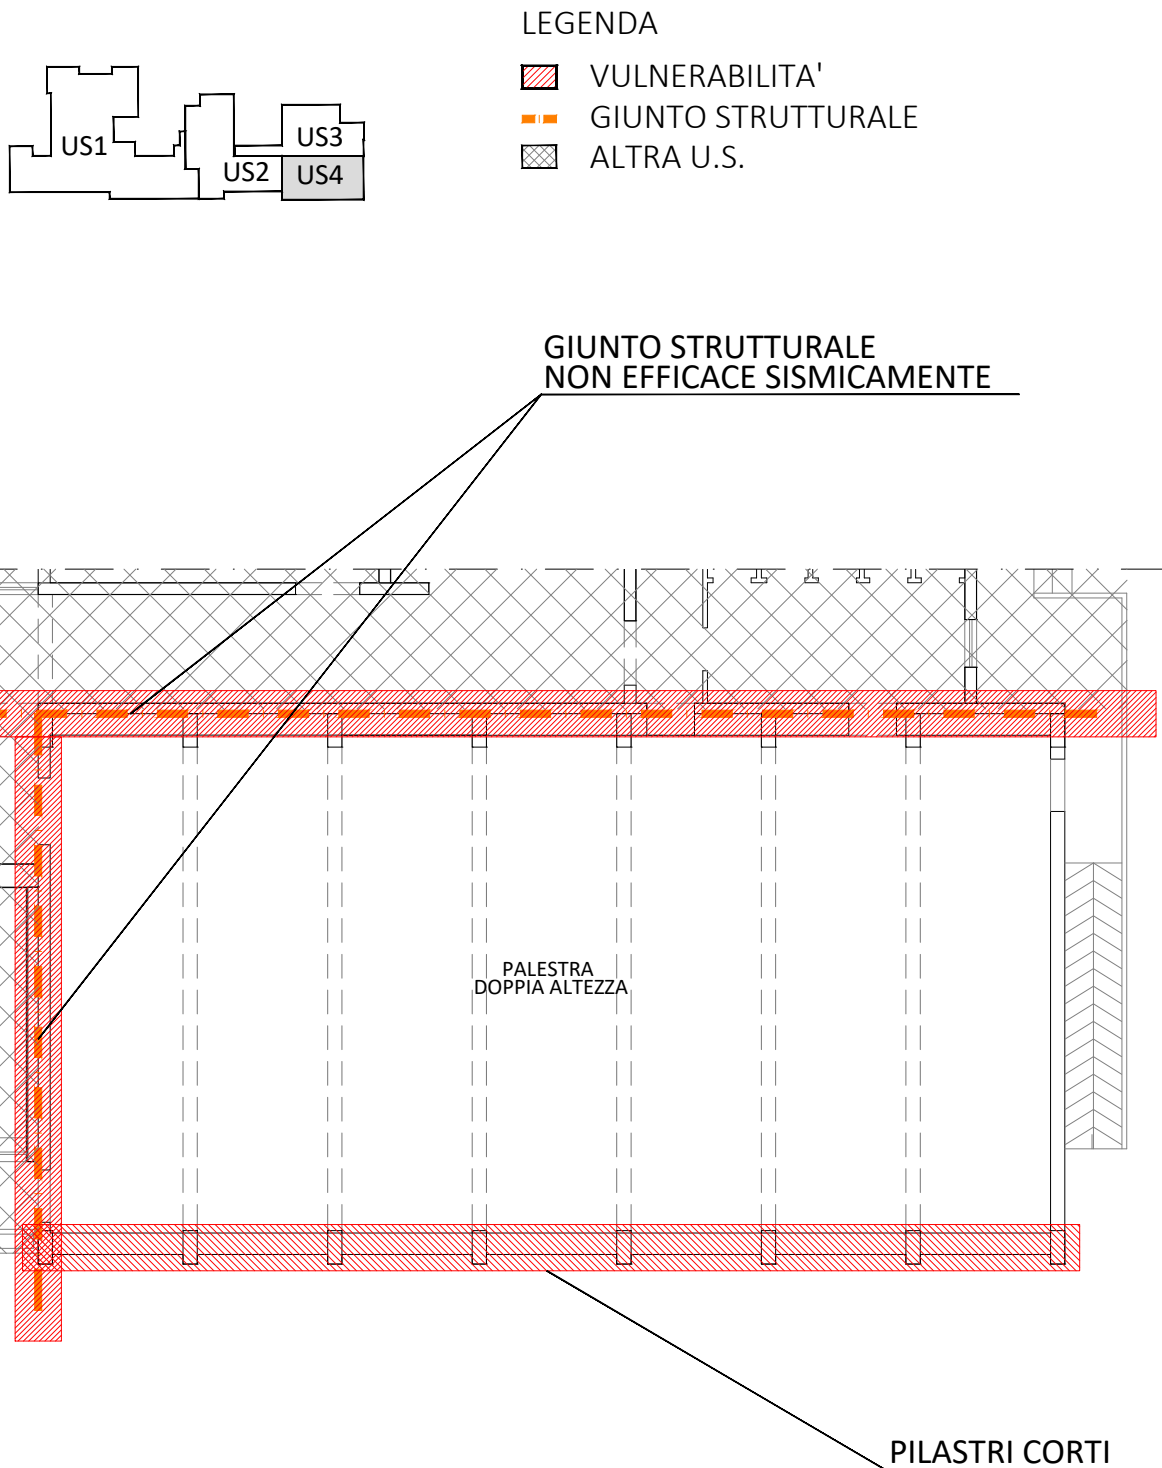 LEGENDA
VULNERABILITA'
GIUNTO STRUTTURALE
ALTRA U.S.
US1
US2
US3
US4
GIUNTO STRUTTURALE
NON EFFICACE SISMICAMENTE
PALESTRA
DOPPIA ALTEZZA
PILASTRI CORTI